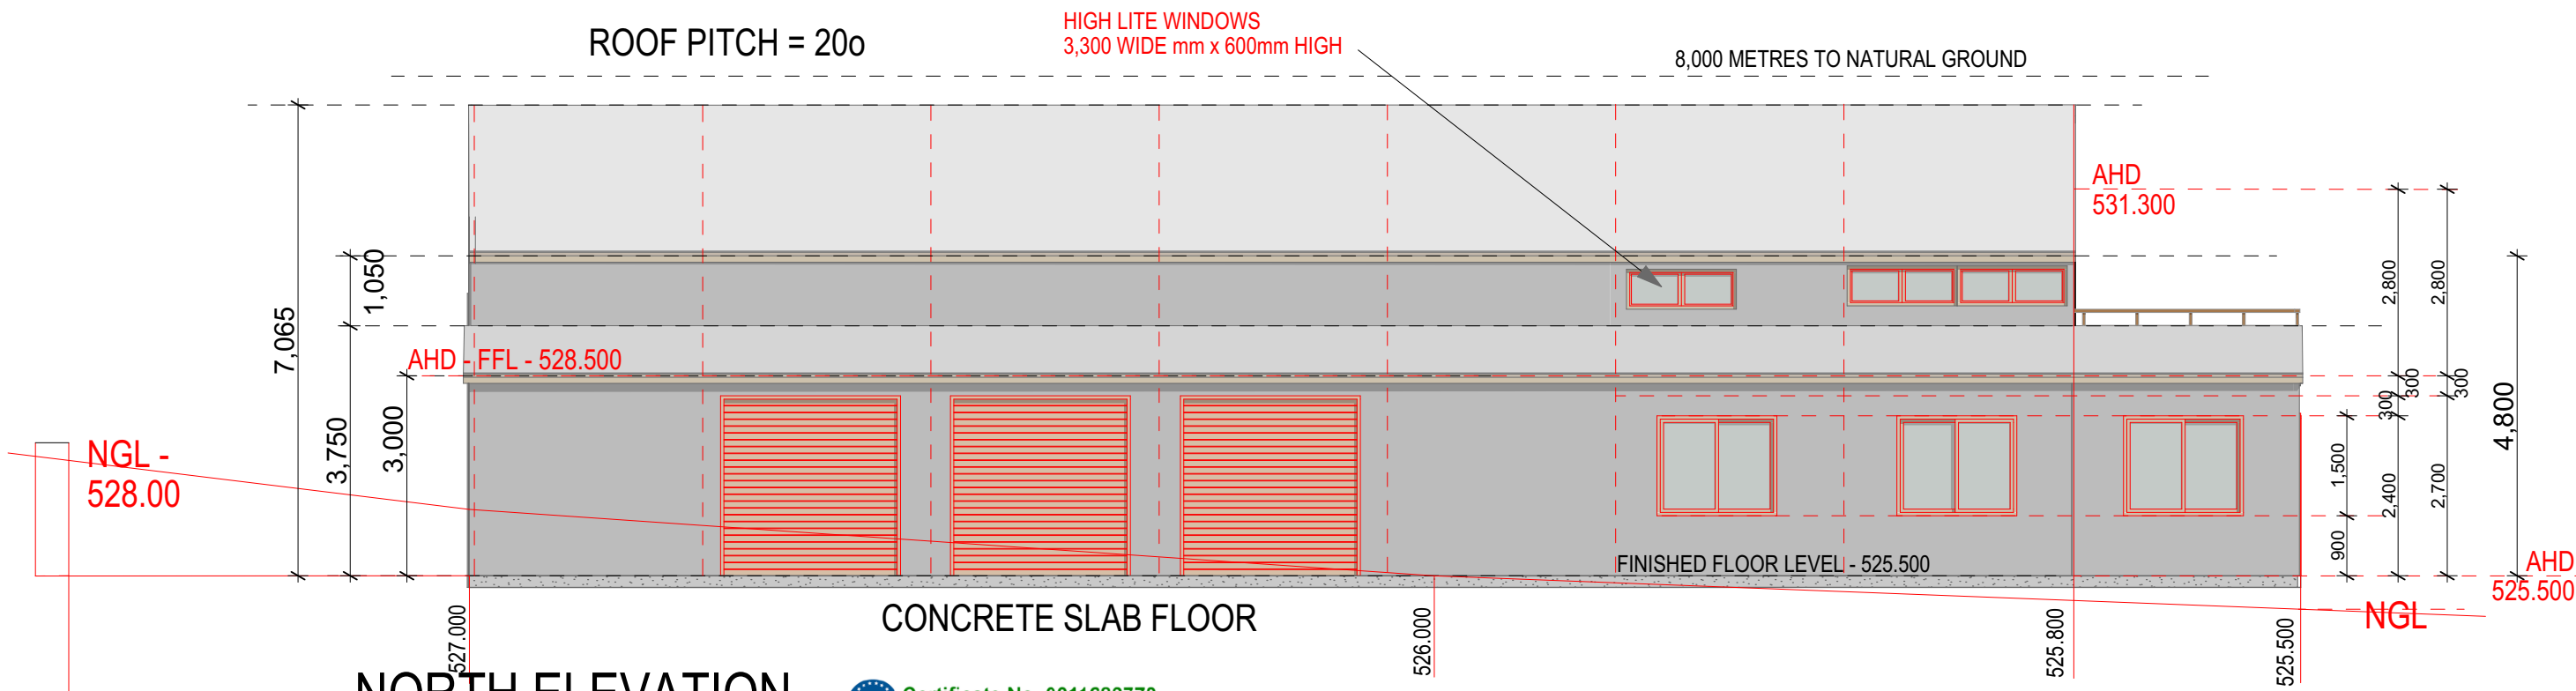 ROOF PITCH = 20o
HIGH LITE WINDOWS
3,300 WIDE mm x 600mm HIGH
8,000 METRES TO NATURAL GROUND
AHD
531.300
7,065
1,050
3,750
3,000
AHD - FFL - 528.500
NGL -
528.00
2,800
2,800
300
300
300
4,800
1,500
2,400
2,700
900
FINISHED FLOOR LEVEL - 525.500
AHD
525.500
NGL
CONCRETE SLAB FLOOR
527.000
526.000
525.800
525.500
NORTH ELEVATION